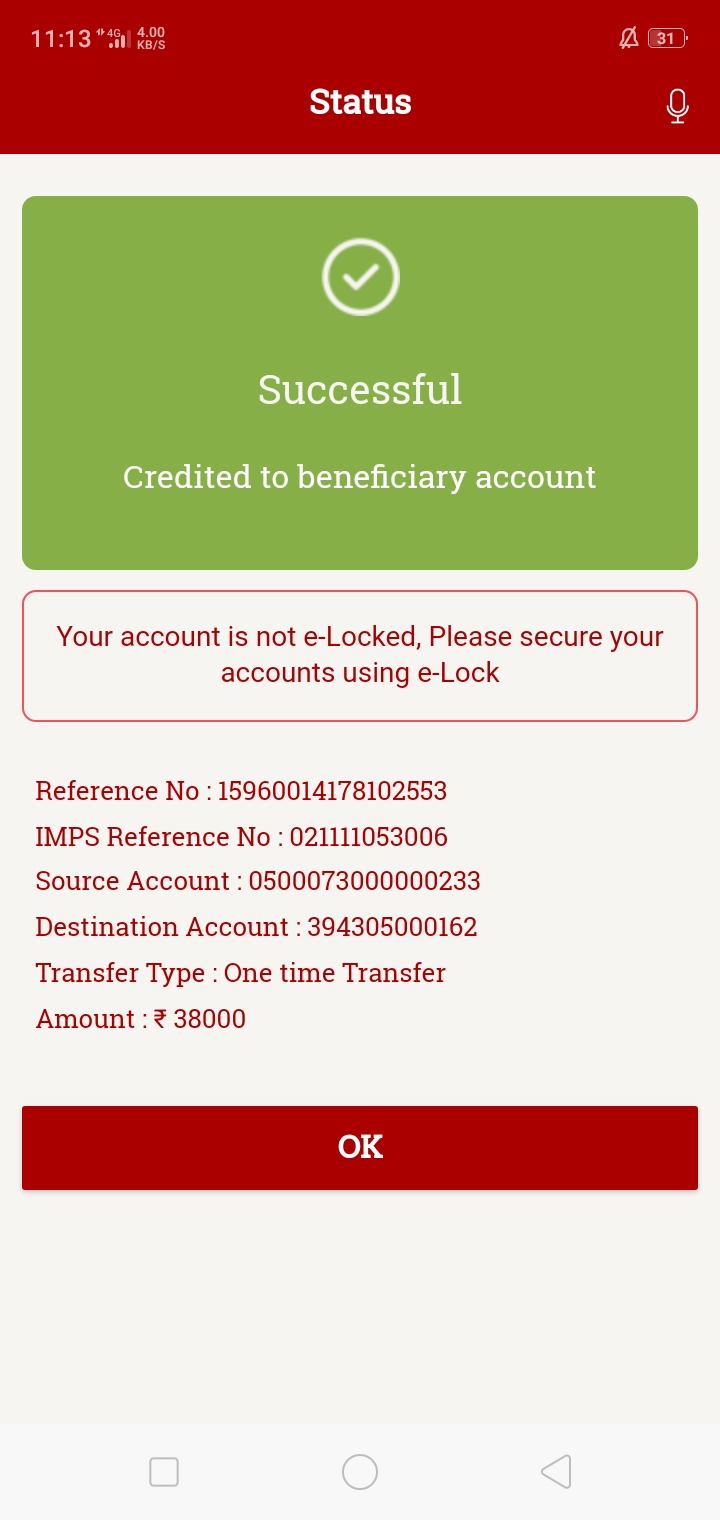 11:13 4G 4.00 KB/S 31
Status
Successful
Credited to beneficiary account
Your account is not e-Locked, Please secure your
accounts using e-Lock
Reference No : 15960014178102553
IMPS Reference No : 021111053006
Source Account : 0500073000000233
Destination Account : 394305000162
Transfer Type : One time Transfer
Amount : ₹ 38000
OK